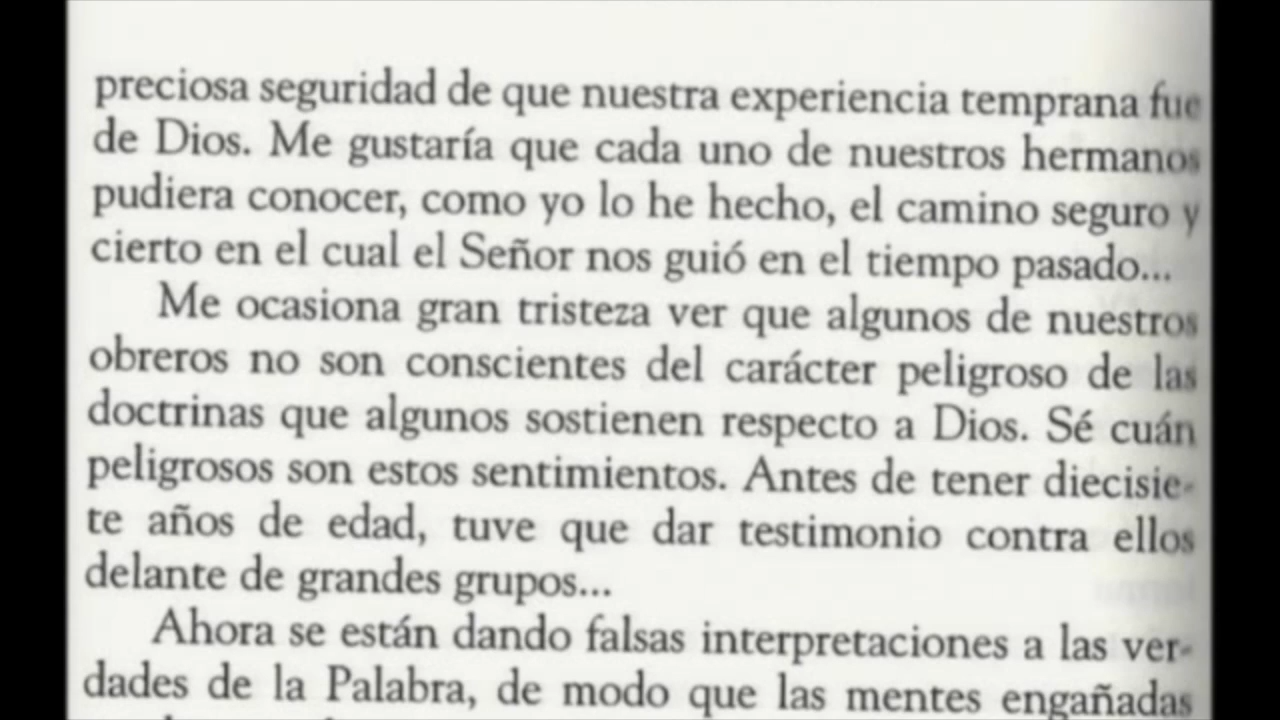 preciosa seguridad de que nuestra experiencia temprana fue
de Dios. Me gustaría que cada uno de nuestros hermanos
pudiera conocer, como yo lo he hecho, el camino seguro y
cierto en el cual el Señor nos guió en el tiempo pasado...
Me ocasiona gran tristeza ver que algunos de nuestros
obreros no son conscientes del carácter peligroso de las
doctrinas que algunos sostienen respecto a Dios. Sé cuán
peligrosos son estos sentimientos. Antes de tener diecisie-
te años de edad, tuve que dar testimonio contra ellos
delante de grandes grupos...
Ahora se están dando falsas interpretaciones a las ver-
dades de la Palabra, de modo que las mentes engañadas